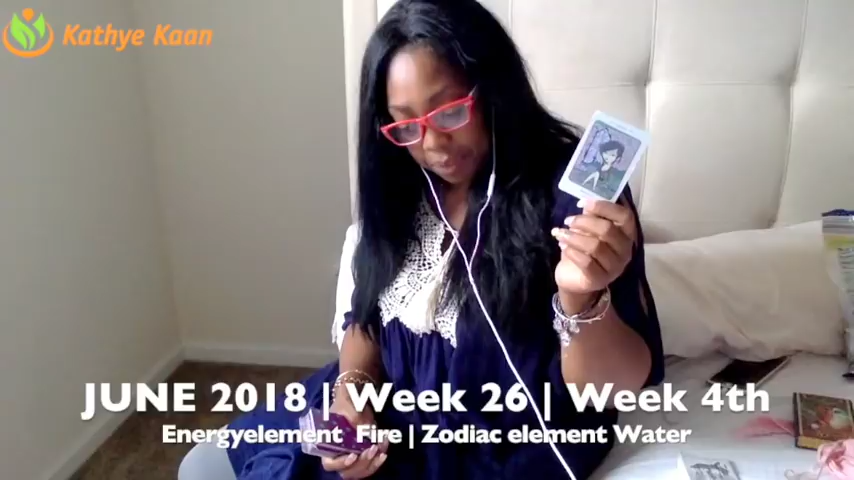 Kathye Kaan
JUNE 2018 | Week 26 | Week 4th
Energyelement Fire | Zodiac element Water